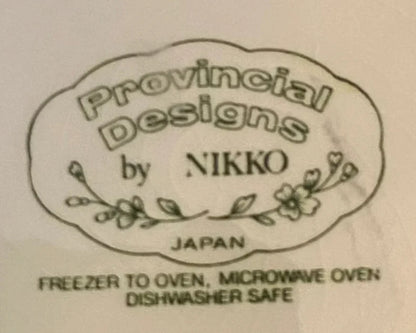 Provincial
Designs
by NIKKO
JAPAN
FREEZER TO OVEN, MICROWAVE OVEN
DISHWASHER SAFE